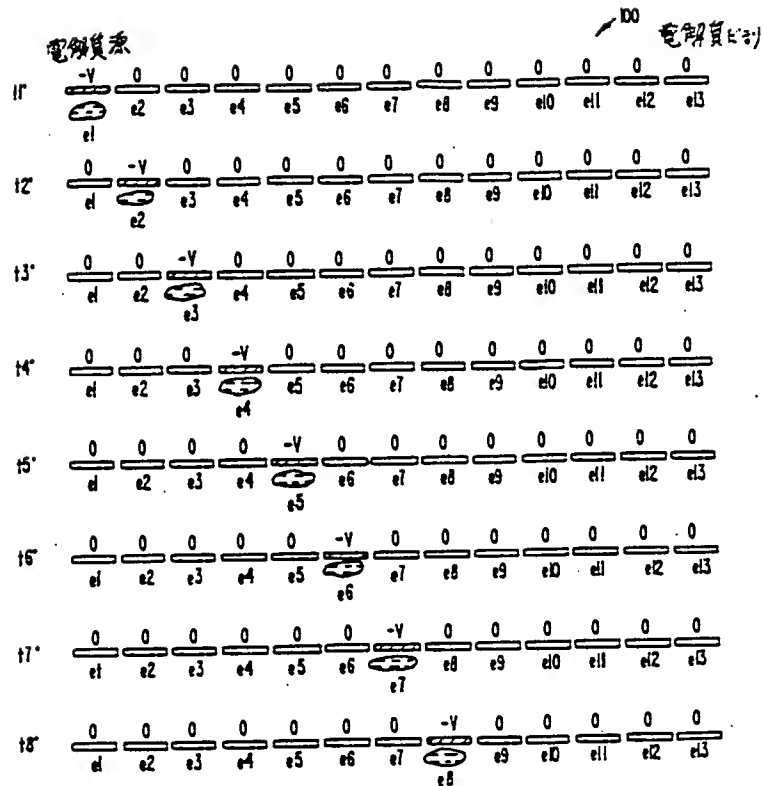 100
電解質源
電解質ドまり
-V 0 0 0 0 0 0 0 0 0 0 0 0
t1°
e1 e2 e3 e4 e5 e6 e7 e8 e9 e10 e11 e12 e13
0 -V 0 0 0 0 0 0 0 0 0 0 0
t2°
e1 e2 e3 e4 e5 e6 e7 e8 e9 e10 e11 e12 e13
0 0 -V 0 0 0 0 0 0 0 0 0 0
t3°
e1 e2 e3 e4 e5 e6 e7 e8 e9 e10 e11 e12 e13
0 0 0 -V 0 0 0 0 0 0 0 0 0
t4°
e1 e2 e3 e4 e5 e6 e7 e8 e9 e10 e11 e12 e13
0 0 0 0 -V 0 0 0 0 0 0 0 0
t5°
e1 e2 e3 e4 e5 e6 e7 e8 e9 e10 e11 e12 e13
0 0 0 0 0 -V 0 0 0 0 0 0 0
t6°
e1 e2 e3 e4 e5 e6 e7 e8 e9 e10 e11 e12 e13
0 0 0 0 0 0 -V 0 0 0 0 0 0
t7°
e1 e2 e3 e4 e5 e6 e7 e8 e9 e10 e11 e12 e13
0 0 0 0 0 0 0 -V 0 0 0 0 0
t8°
e1 e2 e3 e4 e5 e6 e7 e8 e9 e10 e11 e12 e13